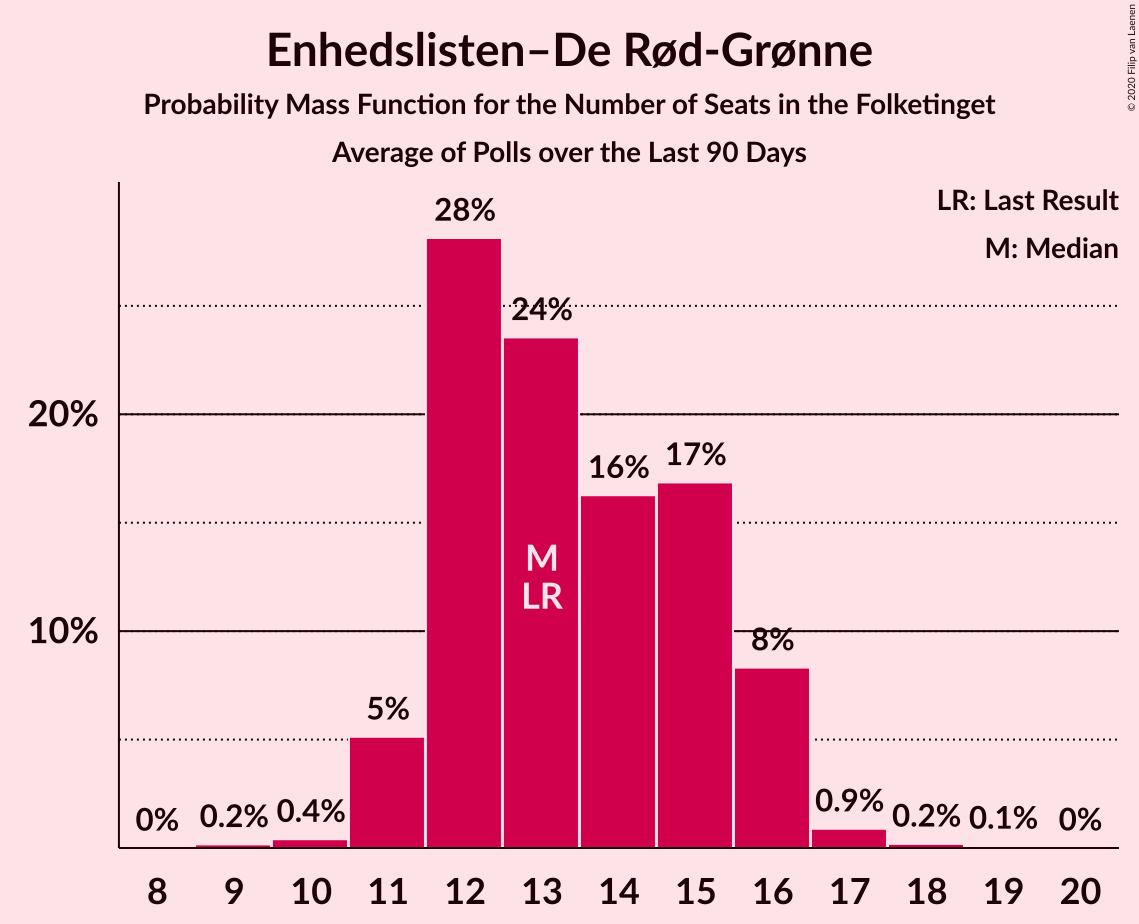 Enhedslisten–De Rød-Grønne
Probability Mass Function for the Number of Seats in the Folketinget
Average of Polls over the Last 90 Days
© 2020 Filip van Laenen
LR: Last Result
M: Median
28%
24%
20%
16%
17%
M
LR
10%
8%
5%
0%
0.2%
0.4%
0.9%
0.2%
0.1%
0%
8 9 10 11 12 13 14 15 16 17 18 19 20